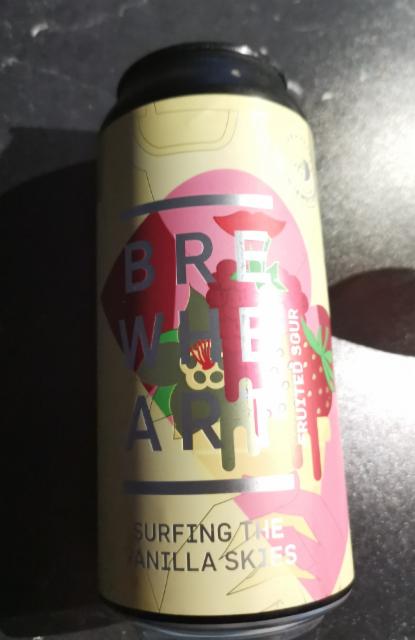 BRE
WHE
ART
FRUITED SOUR
SURFING THE
VANILLA SKIES